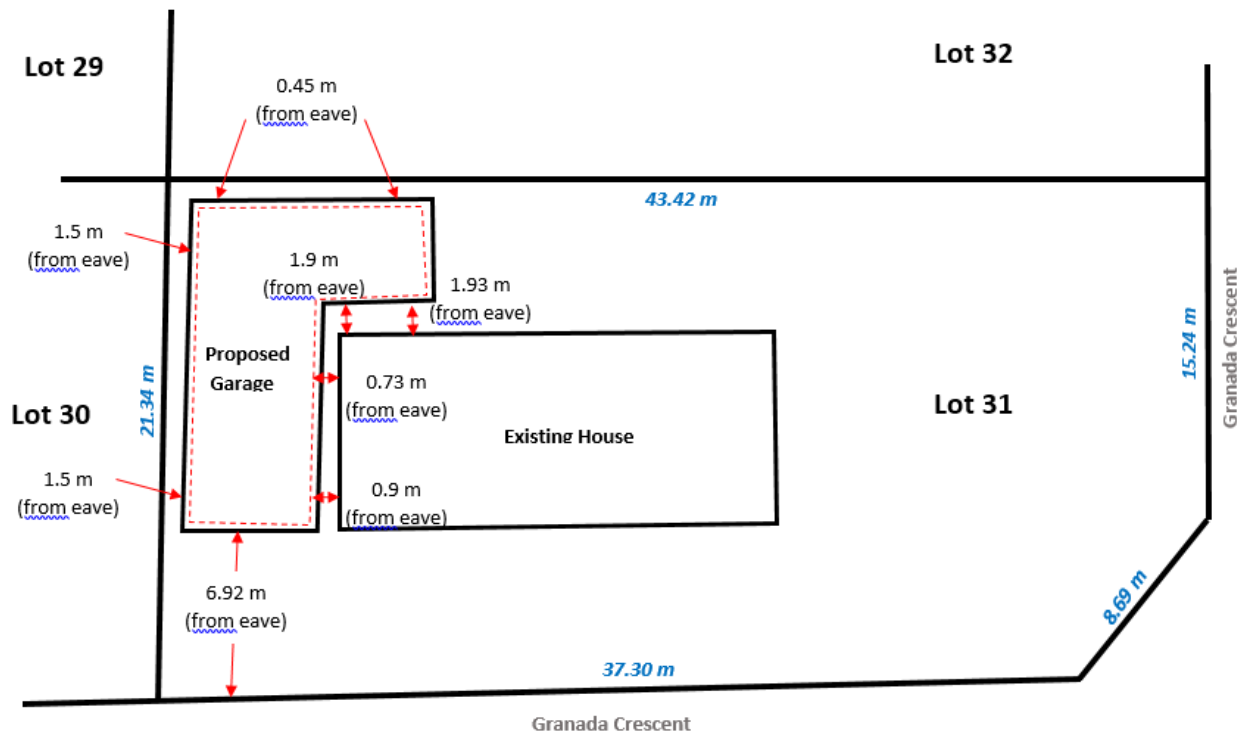 Lot 29
Lot 32
0.45 m
(from eave)
43.42 m
1.5 m
(from eave)
1.9 m
(from eave)
1.93 m
(from eave)
Granada Crescent
15.24 m
Proposed
Garage
21.34 m
0.73 m
(from eave)
Lot 30
Lot 31
Existing House
1.5 m
(from eave)
0.9 m
(from eave)
6.92 m
(from eave)
8.69 m
37.30 m
Granada Crescent